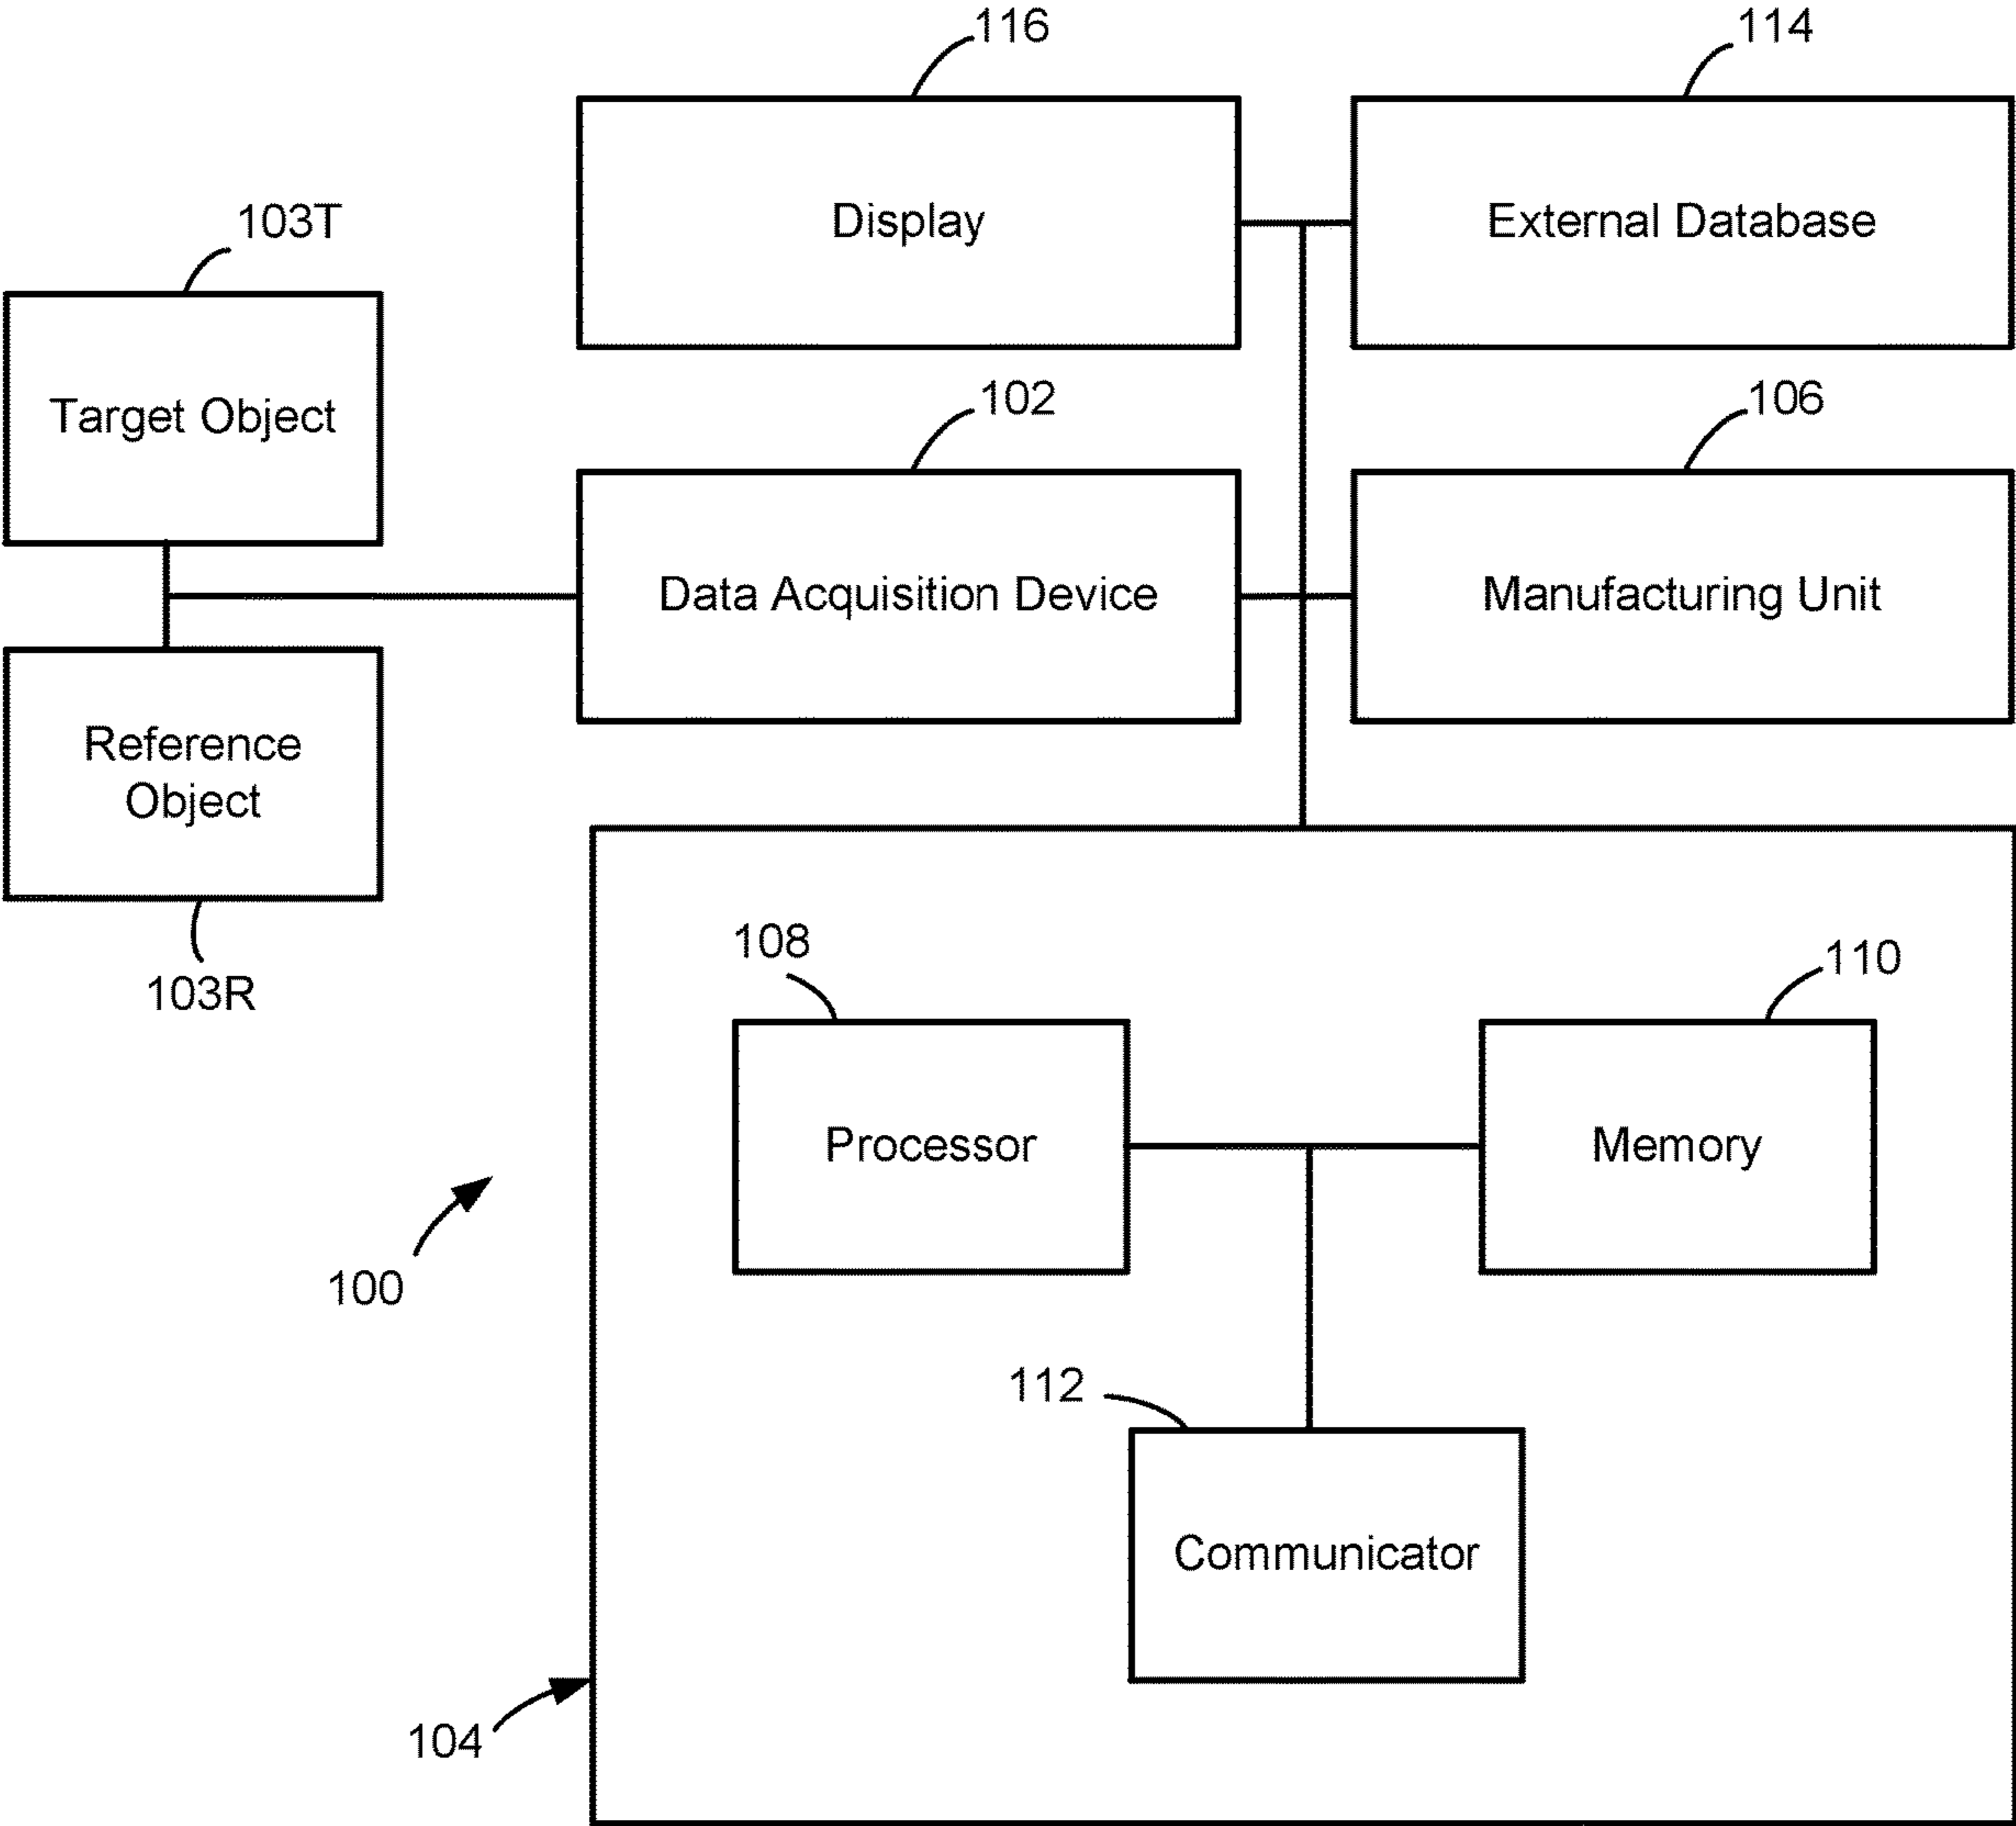 116
114
Display
External Database
103T
Target Object
102
106
Data Acquisition Device
Manufacturing Unit
Reference
Object
103R
108
110
Processor
Memory
100
112
Communicator
104